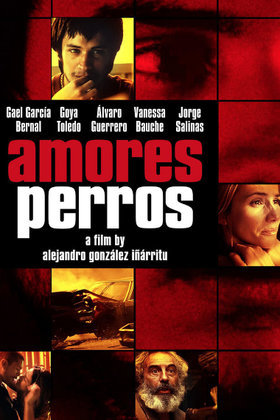 Gael García Goya Álvaro Vanessa Jorge
Bernal Toledo Guerrero Bauche Salinas
amores
perros
a film by
alejandro gonzález iñárritu